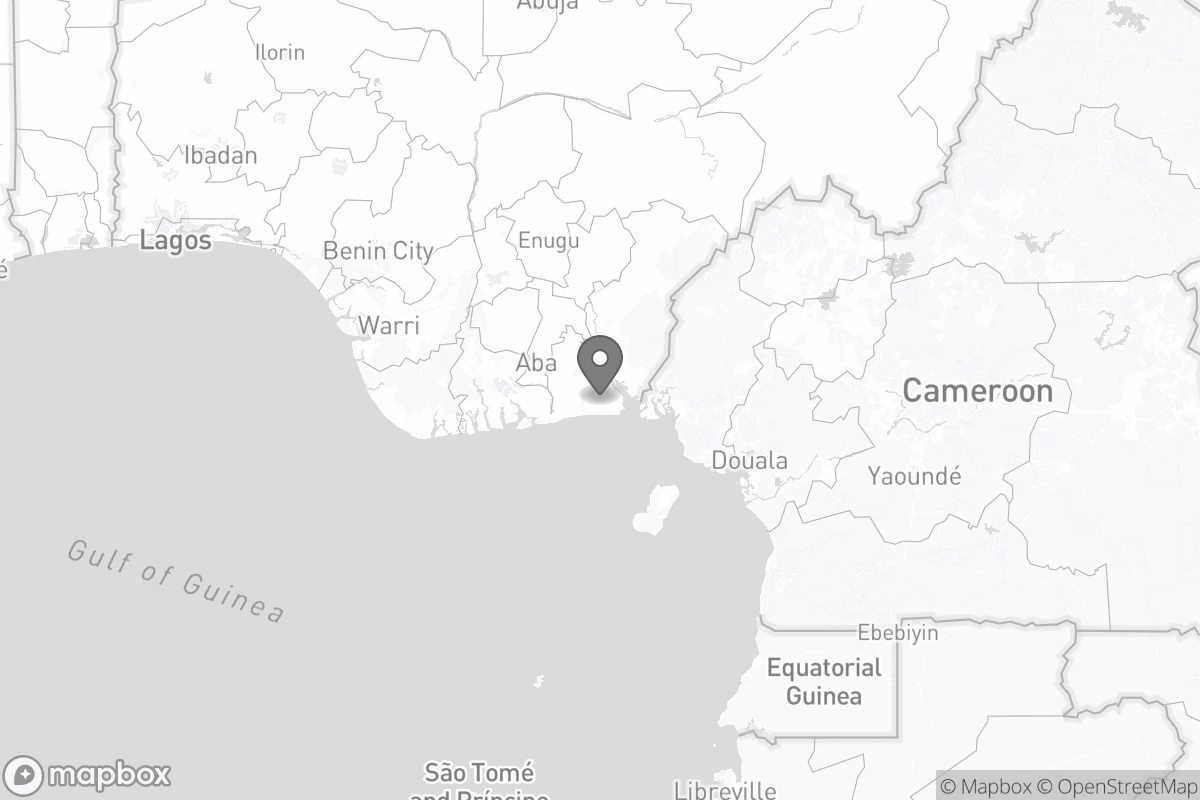 Abuja
Ilorin
Ibadan
Lagos
Benin City
Enugu
é
Warri
Aba
Cameroon
Douala
Yaoundé
Gulf of Guinea
Ebebiyin
Equatorial
Guinea
São Tomé
and Príncipe
Libreville
mapbox
© Mapbox © OpenStreetMap